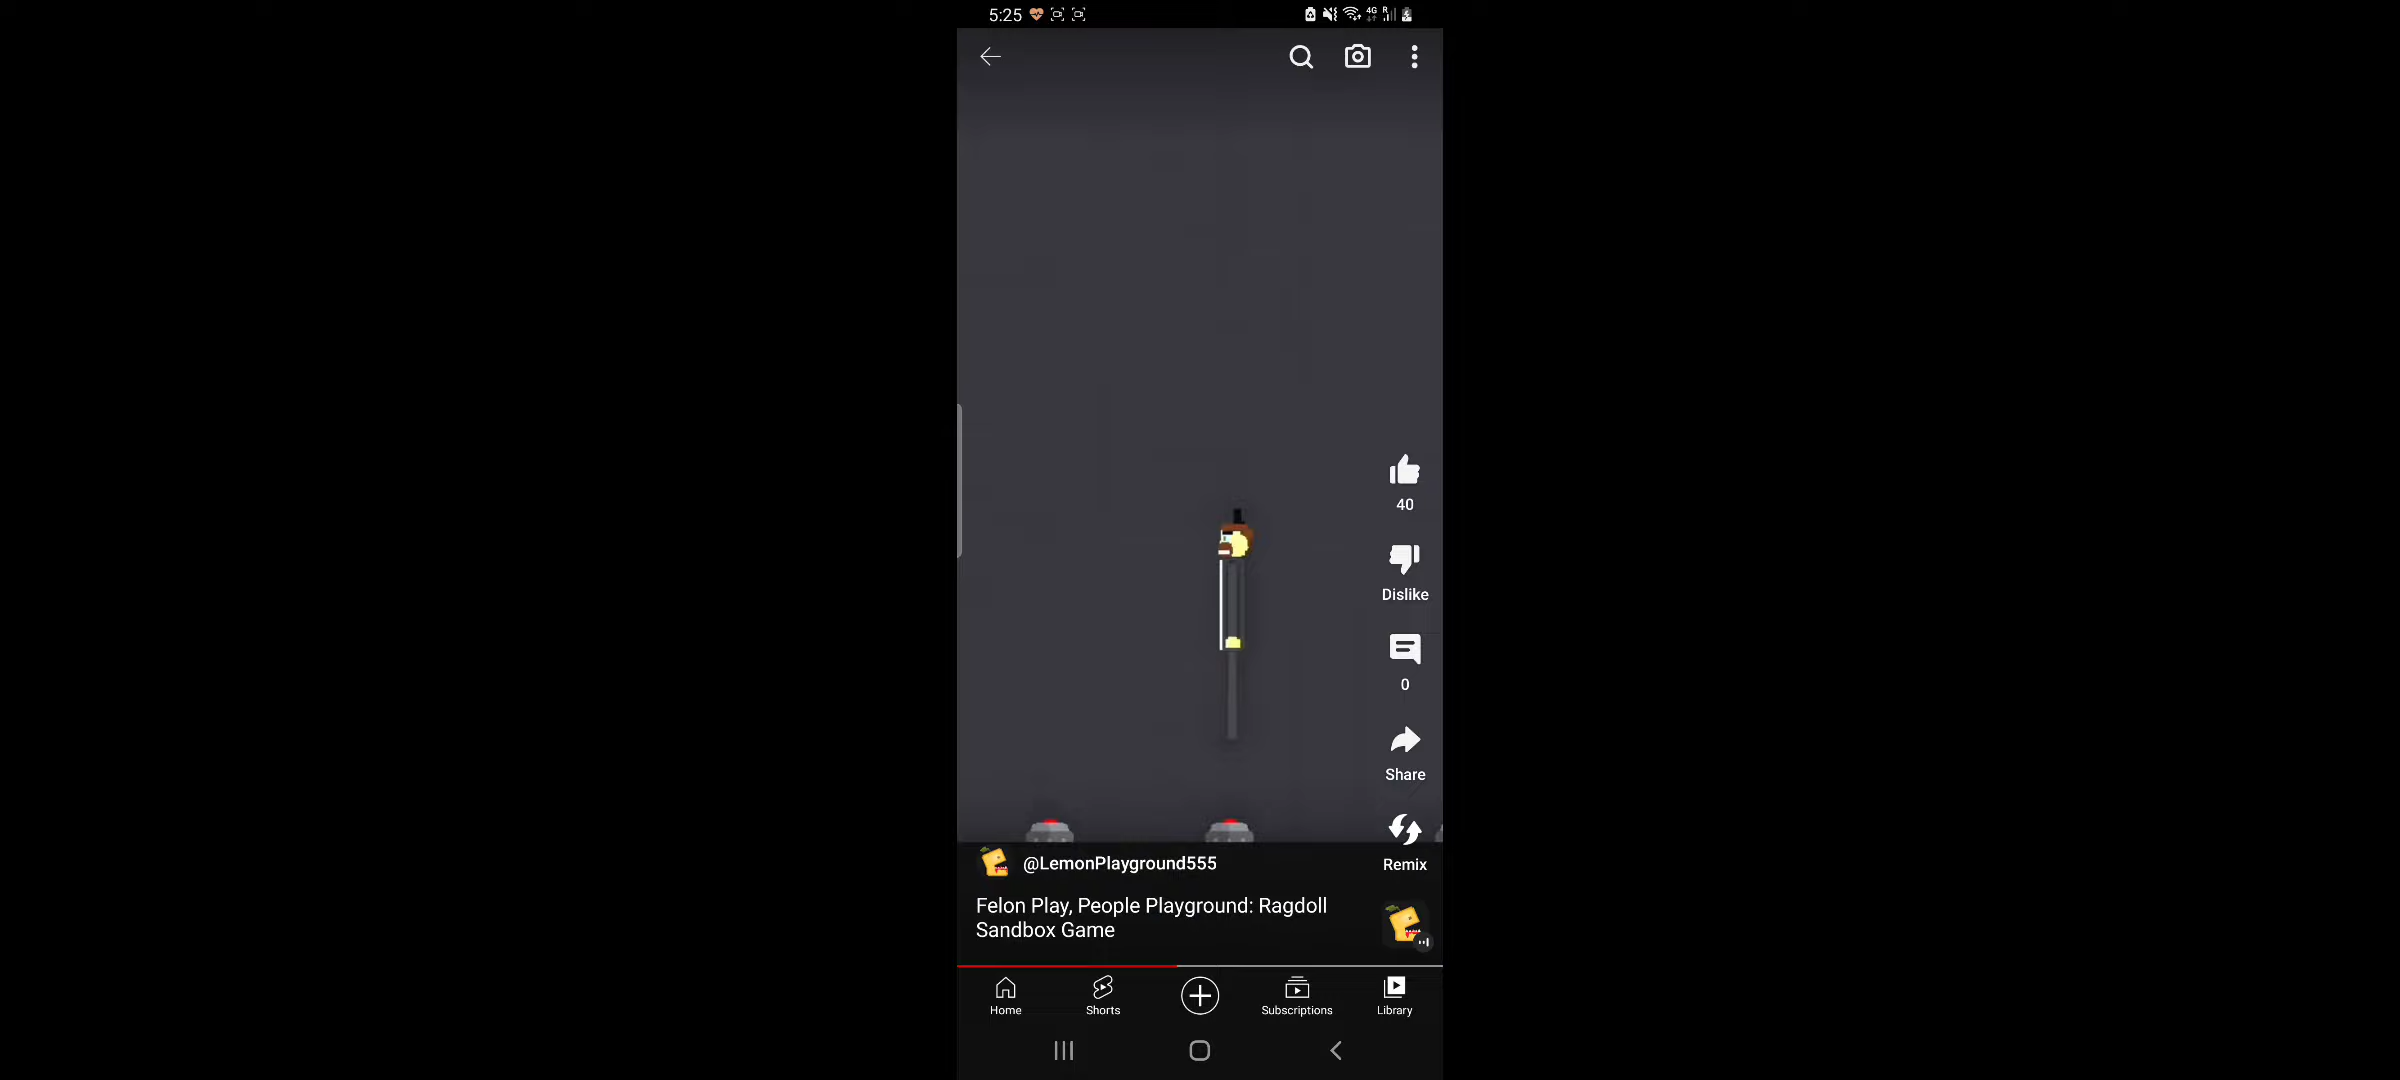 5:25
4G
R
40
Dislike
0
Share
Remix
@LemonPlayground555
Felon Play, People Playground: Ragdoll
Sandbox Game
Home
Shorts
Subscriptions
Library